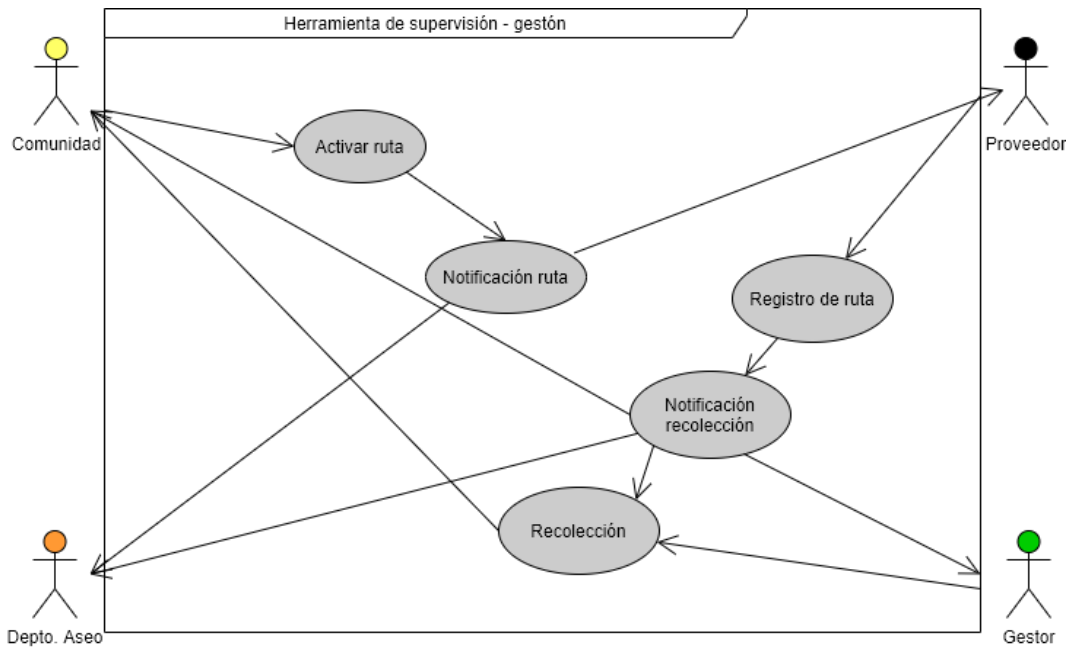 Herramienta de supervisión - gestón
Comunidad
Proveedor
Activar ruta
Notificación ruta
Registro de ruta
Notificación
recolección
Recolección
Depto. Aseo
Gestor